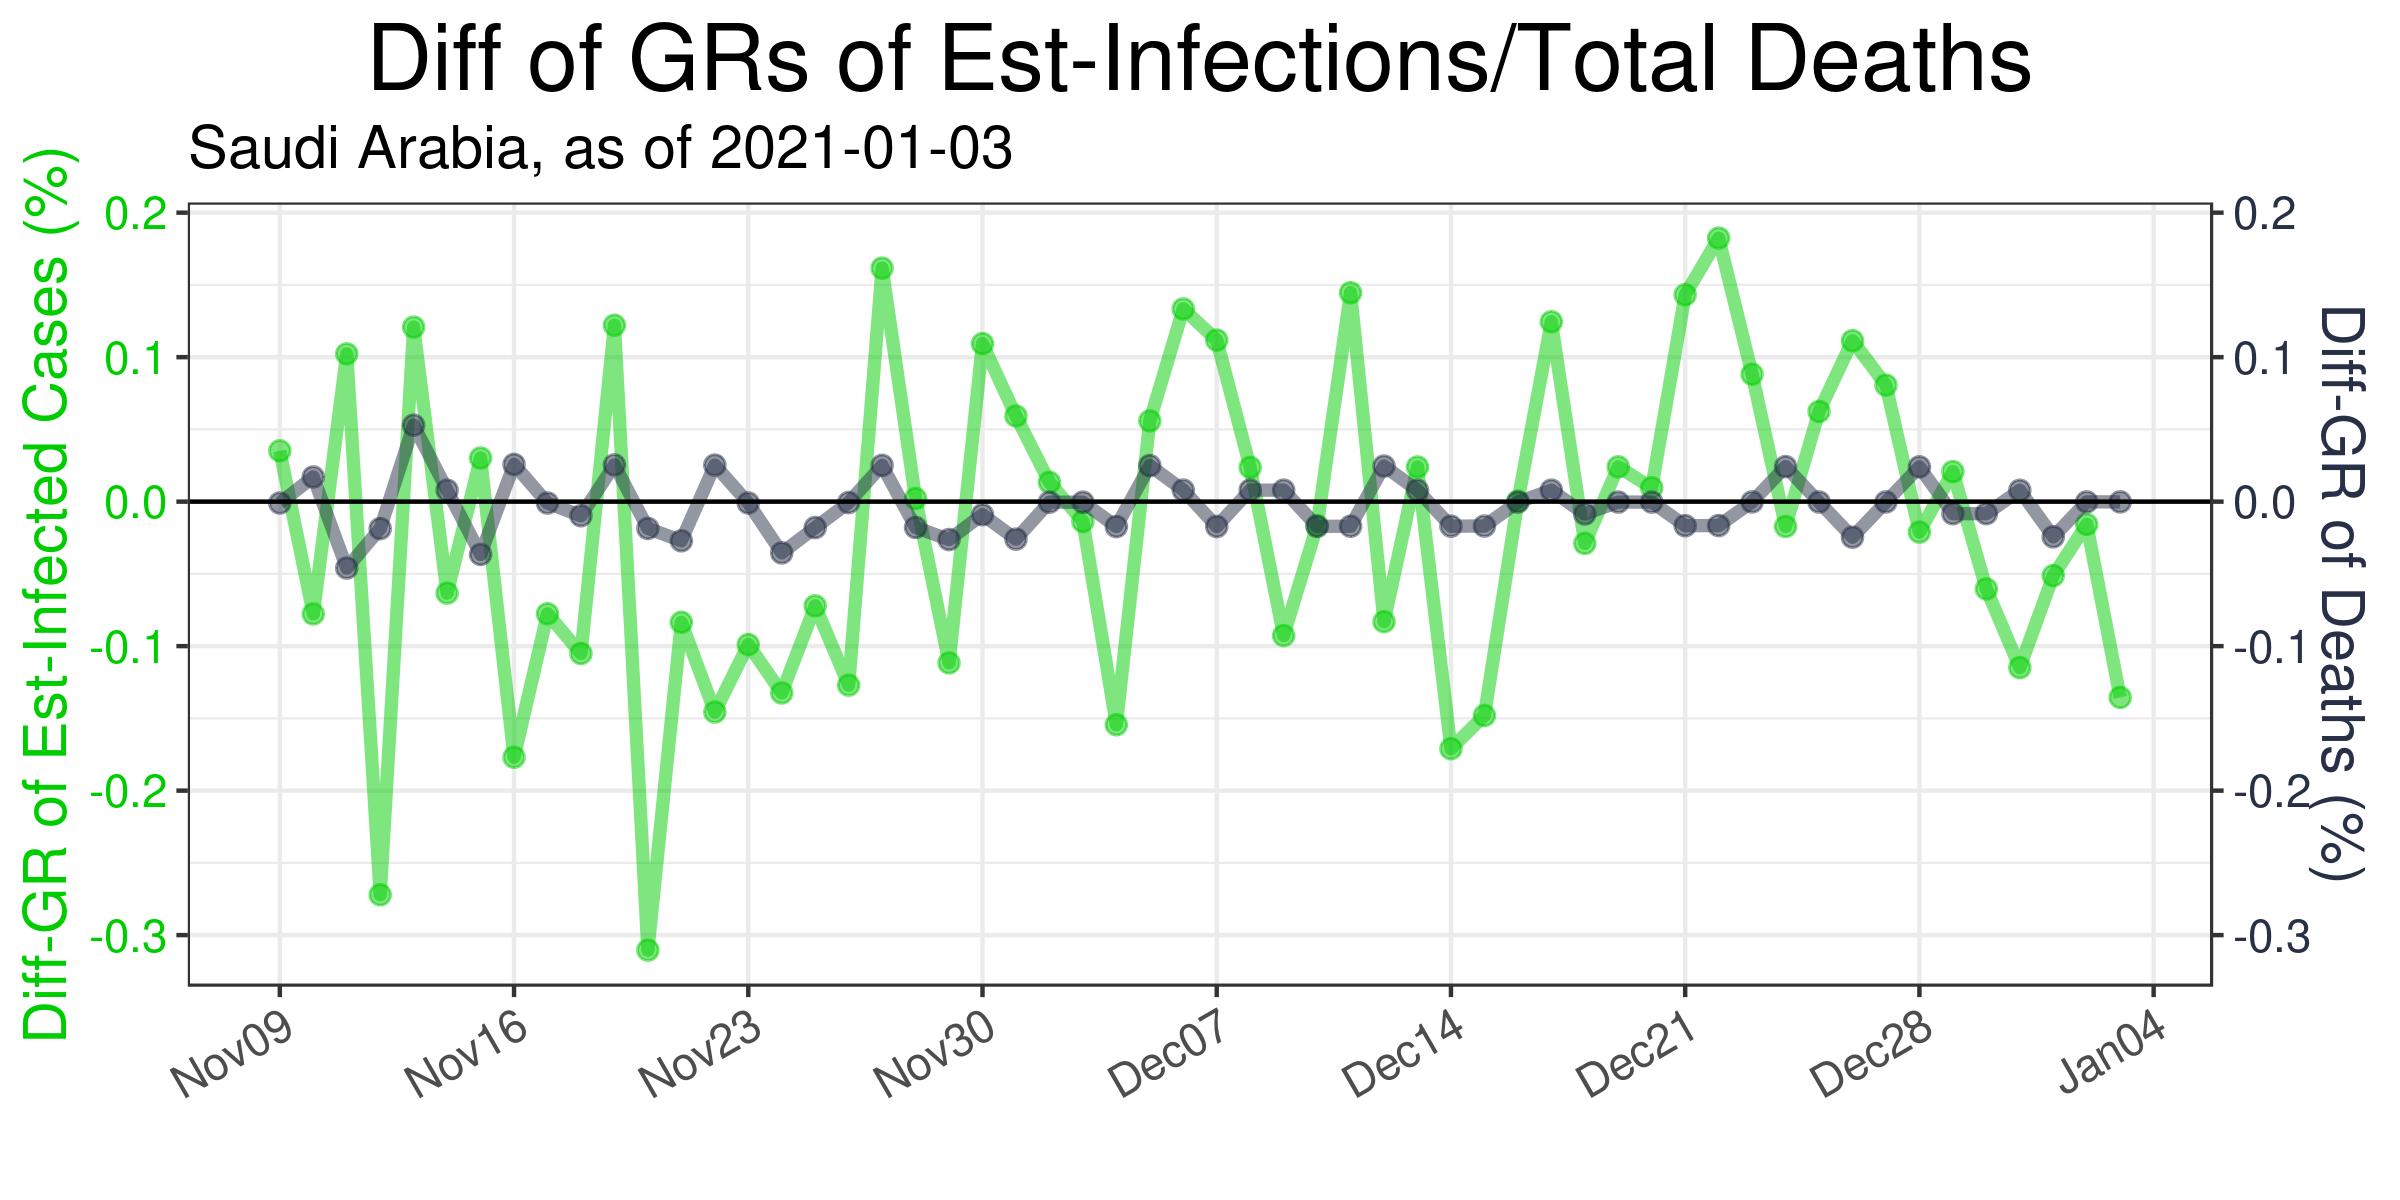 Diff of GRs of Est-Infections/Total Deaths
Saudi Arabia, as of 2021-01-03
Diff-GR of Est-Infected Cases (%)
0.2
0.1
0.0
-0.1
-0.2
-0.3
0.2
0.1
0.0
-0.1
-0.2
-0.3
Diff-GR of Deaths (%)
Nov09
Nov16
Nov23
Nov30
Dec07
Dec14
Dec21
Dec28
Jan04